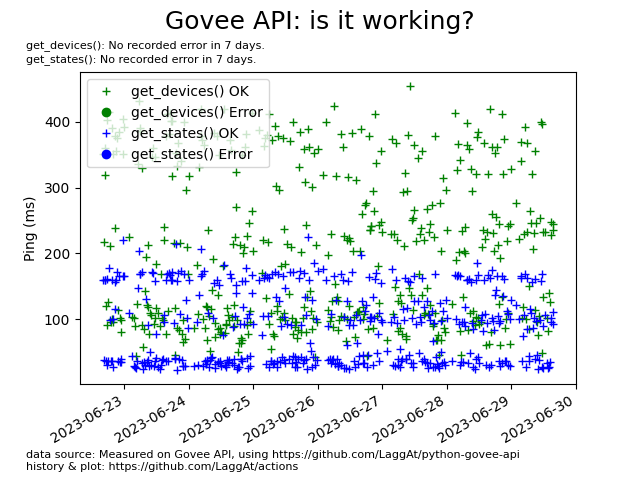 Govee API: is it working?
get_devices(): No recorded error in 7 days.
get_states(): No recorded error in 7 days.
get_devices() OK
get_devices() Error
get_states() OK
get_states() Error
Ping (ms)
400
300
200
100
2023-06-23
2023-06-24
2023-06-25
2023-06-26
2023-06-27
2023-06-28
2023-06-29
2023-06-30
data source: Measured on Govee API, using https://github.com/LaggAt/python-govee-api
history & plot: https://github.com/LaggAt/actions